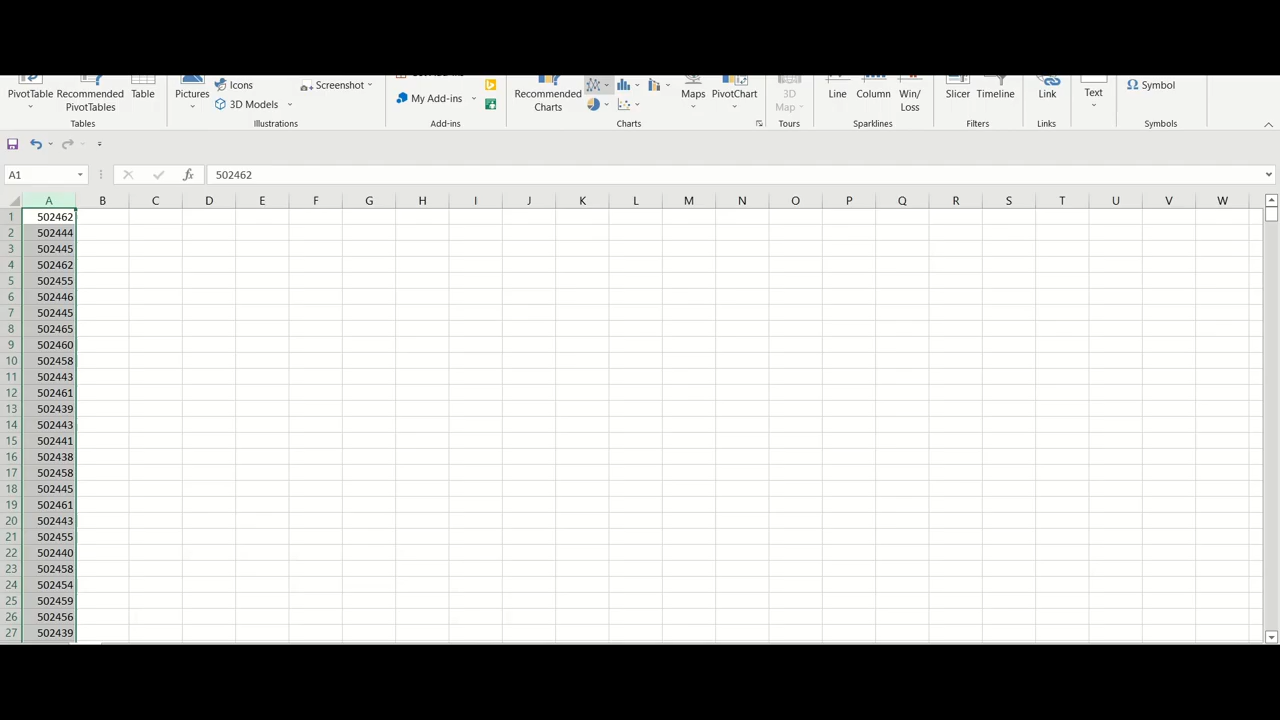 Icons
Screenshot
My Add-ins
3D Models
PivotTable
Recommended
PivotTables
Table
Pictures
Recommended
Charts
Maps
PivotChart
3D
Map
Line
Column
Win/
Loss
Slicer
Timeline
Link
Text
Symbol
Tables
Illustrations
Add-ins
Charts
Tours
Sparklines
Filters
Links
Symbols
A1
fx
502462
A B C D E F G H I J K L M N O P Q R S T U V W
1 502462
2 502444
3 502445
4 502462
5 502455
6 502446
7 502445
8 502465
9 502460
10 502458
11 502443
12 502461
13 502439
14 502443
15 502441
16 502438
17 502458
18 502445
19 502461
20 502443
21 502455
22 502440
23 502458
24 502454
25 502459
26 502456
27 502439